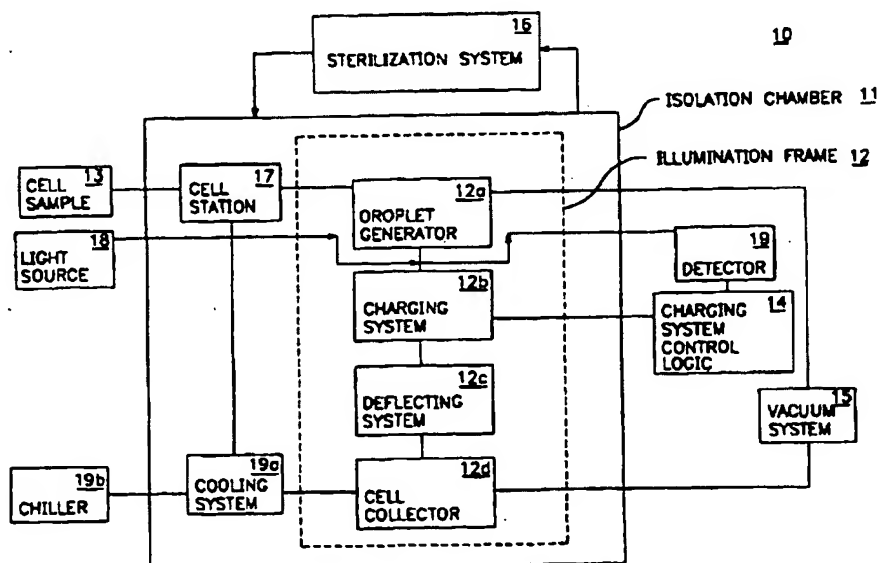 16
STERILIZATION SYSTEM
10
ISOLATION CHAMBER 11
ILLUMINATION FRAME 12
13
CELL
SAMPLE
17
CELL
STATION
12a
DROPLET
GENERATOR
18
LIGHT
SOURCE
19
DETECTOR
12b
CHARGING
SYSTEM
14
CHARGING
SYSTEM
CONTROL
LOGIC
12c
DEFLECTING
SYSTEM
15
VACUUM
SYSTEM
19b
CHILLER
19a
COOLING
SYSTEM
12d
CELL
COLLECTOR